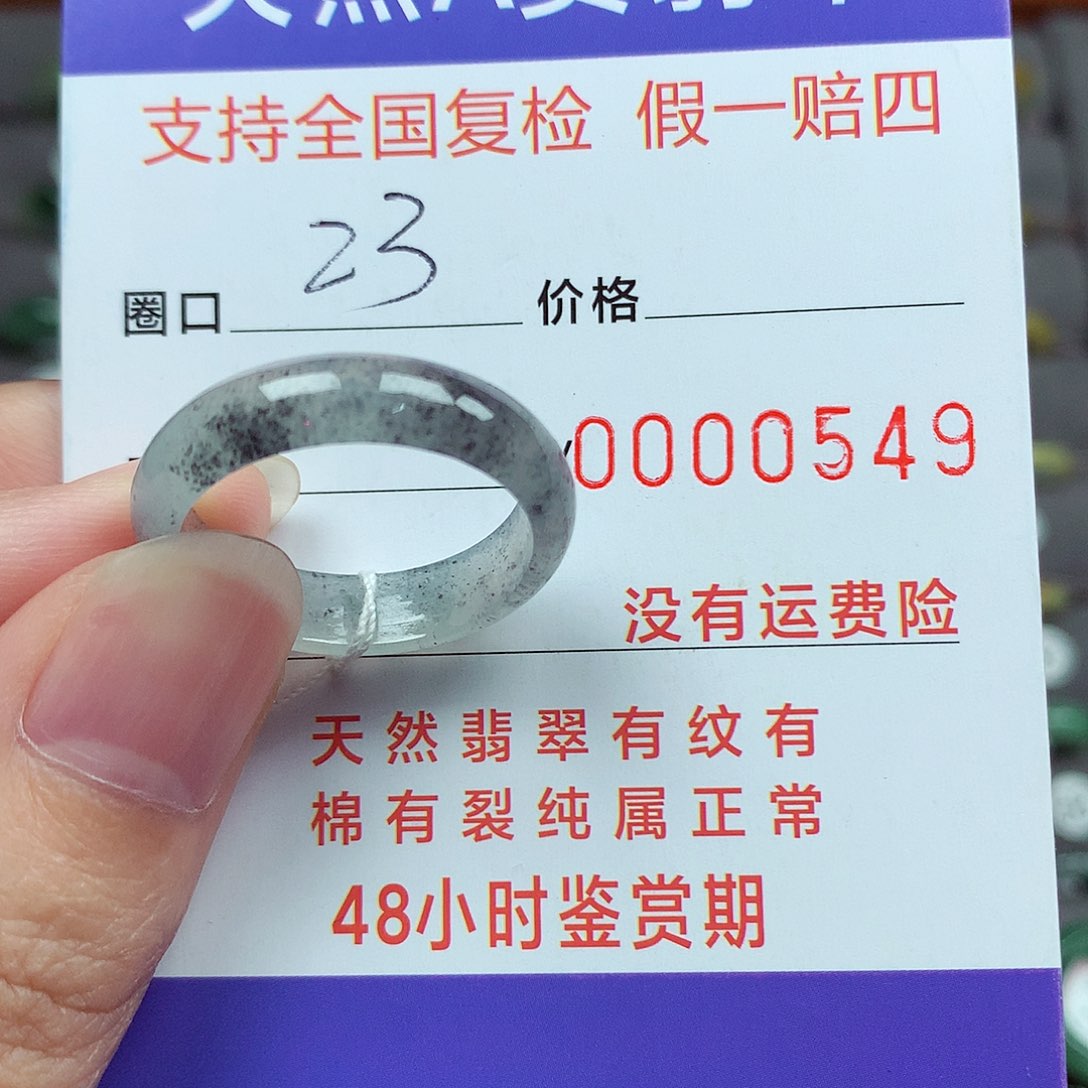 支持全国复检 假一赔四
圈口 23 价格
0000549
没有运费险
天然翡翠有纹有
棉有裂纯属正常
48小时鉴赏期